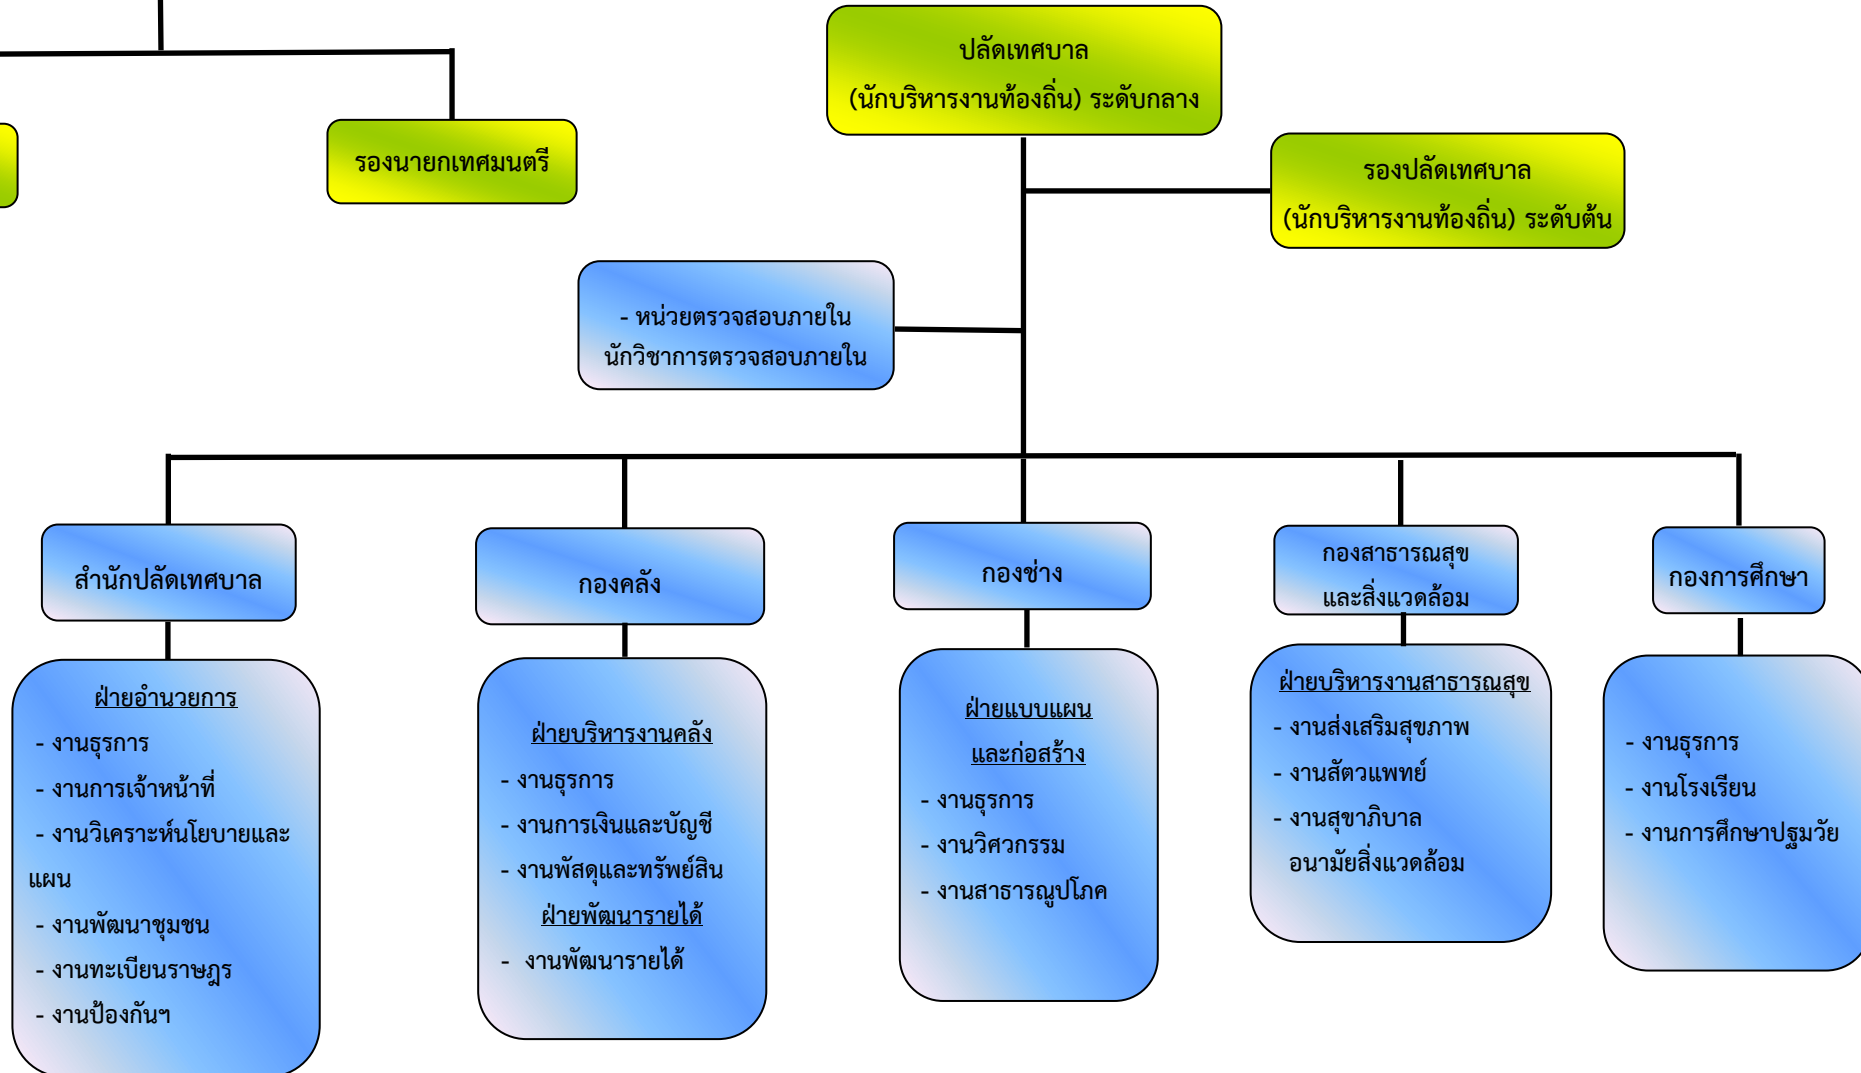 ปลัดเทศบาล
(นักบริหารงานท้องถิ่น) ระดับกลาง
รองนายกเทศมนตรี
รองปลัดเทศบาล
(นักบริหารงานท้องถิ่น) ระดับต้น
- หน่วยตรวจสอบภายใน
นักวิชาการตรวจสอบภายใน
สำนักปลัดเทศบาล
กองคลัง
กองช่าง
กองสาธารณสุข
และสิ่งแวดล้อม
กองการศึกษา
ฝ่ายอำนวยการ
- งานธุรการ
- งานการเจ้าหน้าที่
- งานวิเคราะห์นโยบายและ
แผน
- งานพัฒนาชุมชน
- งานทะเบียนราษฎร
- งานป้องกันฯ
ฝ่ายบริหารงานคลัง
- งานธุรการ
- งานการเงินและบัญชี
- งานพัสดุและทรัพย์สิน
ฝ่ายพัฒนารายได้
- งานพัฒนารายได้
ฝ่ายแบบแผน
และก่อสร้าง
- งานธุรการ
- งานวิศวกรรม
- งานสาธารณูปโภค
ฝ่ายบริหารงานสาธารณสุข
- งานส่งเสริมสุขภาพ
- งานสัตวแพทย์
- งานสุขาภิบาล
อนามัยสิ่งแวดล้อม
- งานธุรการ
- งานโรงเรียน
- งานการศึกษาปฐมวัย